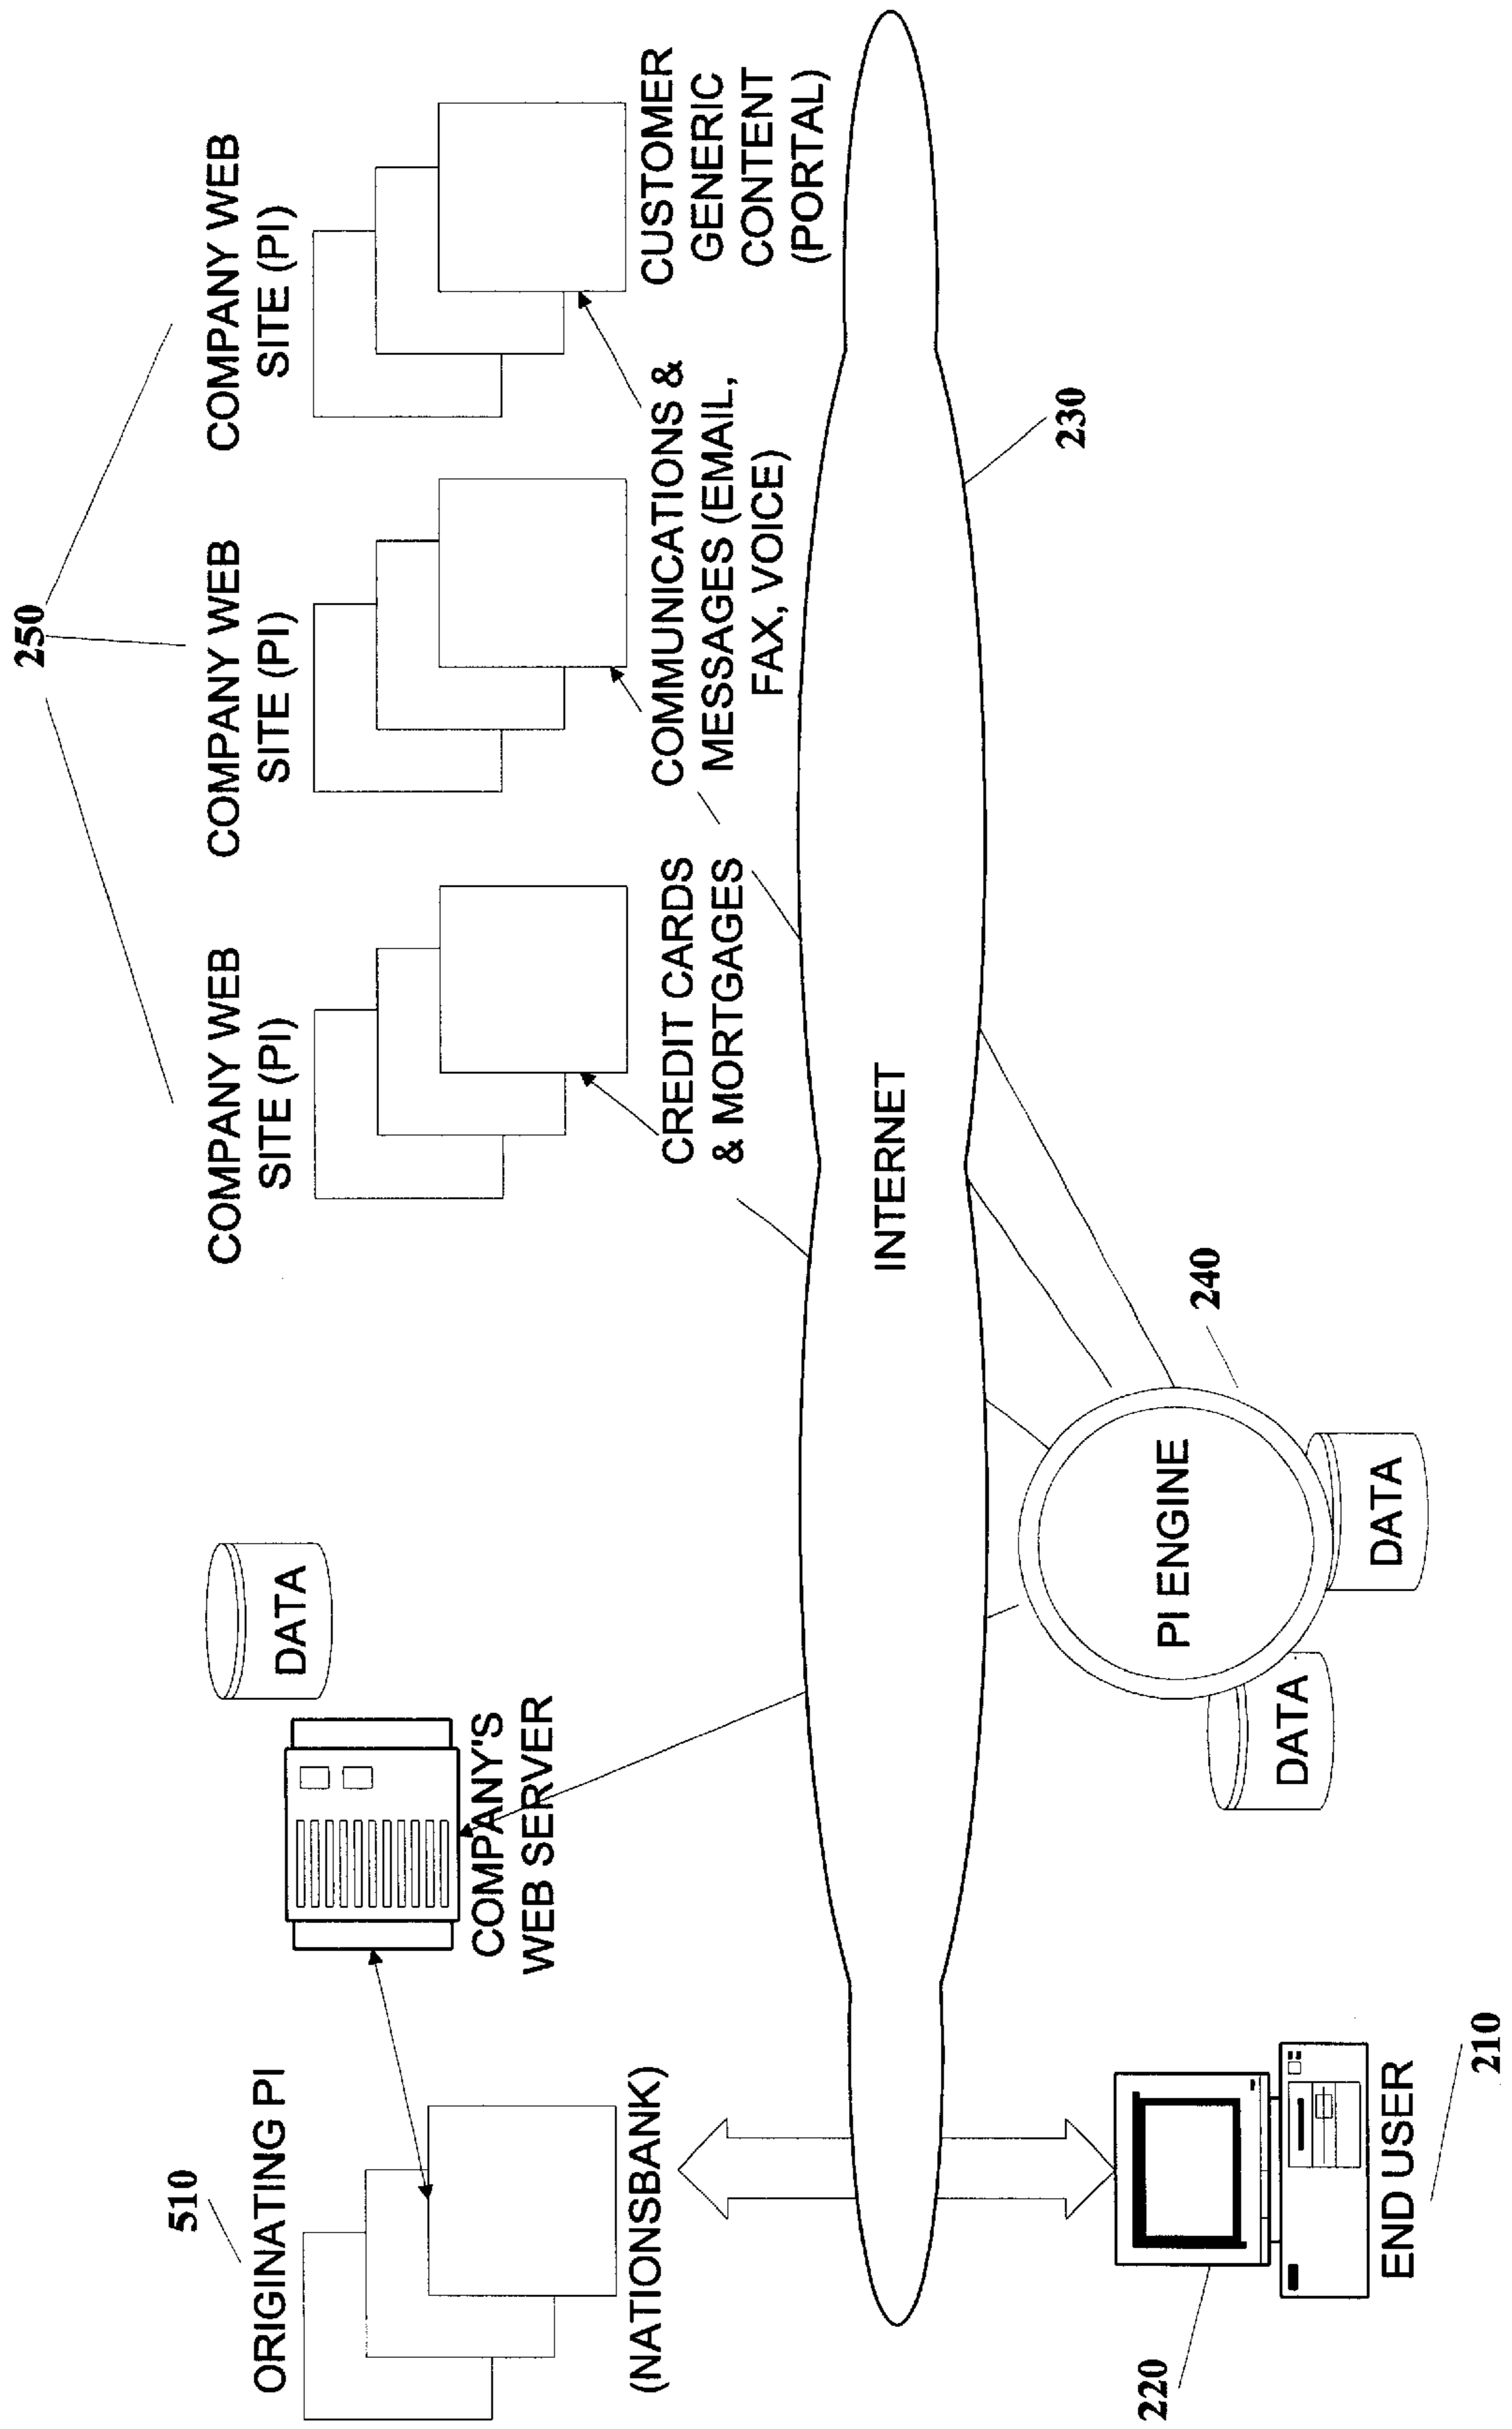 250
COMPANY WEB
SITE (PI)
COMPANY WEB
SITE (PI)
COMPANY WEB
SITE (PI)
510
ORIGINATING PI
(NATIONSBANK)
DATA
COMPANY'S
WEB SERVER
CREDIT CARDS
& MORTGAGES
COMMUNICATIONS &
MESSAGES (EMAIL,
FAX, VOICE)
CUSTOMER
GENERIC
CONTENT
(PORTAL)
INTERNET
230
220
END USER
210
PI ENGINE
240
DATA
DATA